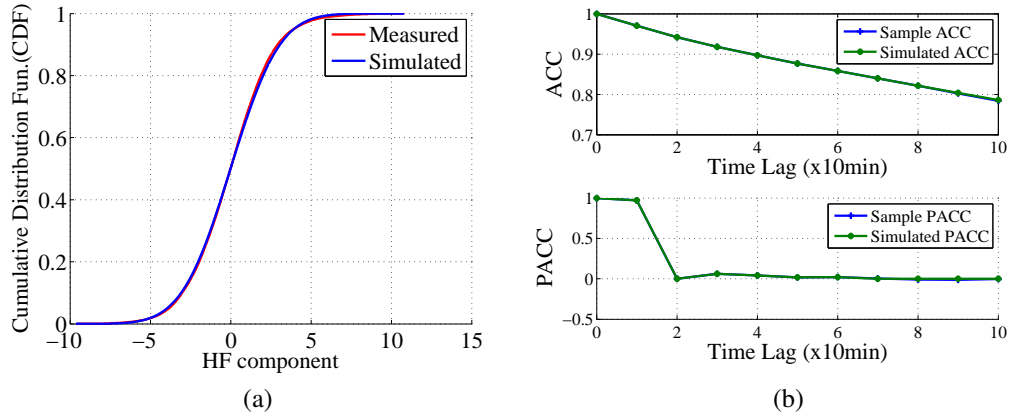 Cumulative Distribution Fun.(CDF)
1
0.8
0.6
0.4
0.2
0
−10
−5
0
5
10
15
HF component
Measured
Simulated
(a)
ACC
1
0.9
0.8
0.7
0
2
4
6
8
10
Time Lag (x10min)
Sample ACC
Simulated ACC
PACC
1
0.5
0
−0.5
0
2
4
6
8
10
Time Lag (x10min)
Sample PACC
Simulated PACC
(b)